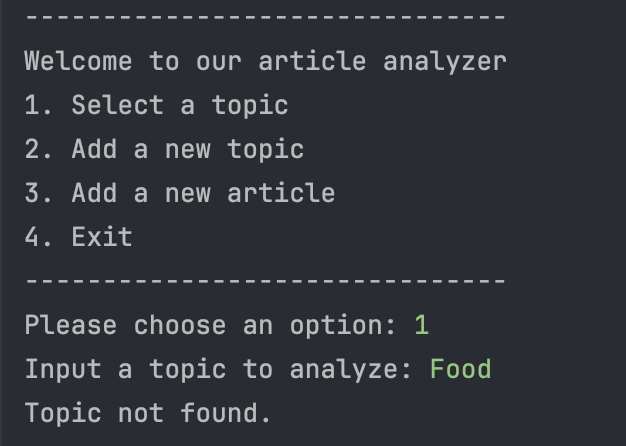 -------------------------------
Welcome to our article analyzer
1. Select a topic
2. Add a new topic
3. Add a new article
4. Exit
-------------------------------
Please choose an option: 1
Input a topic to analyze: Food
Topic not found.